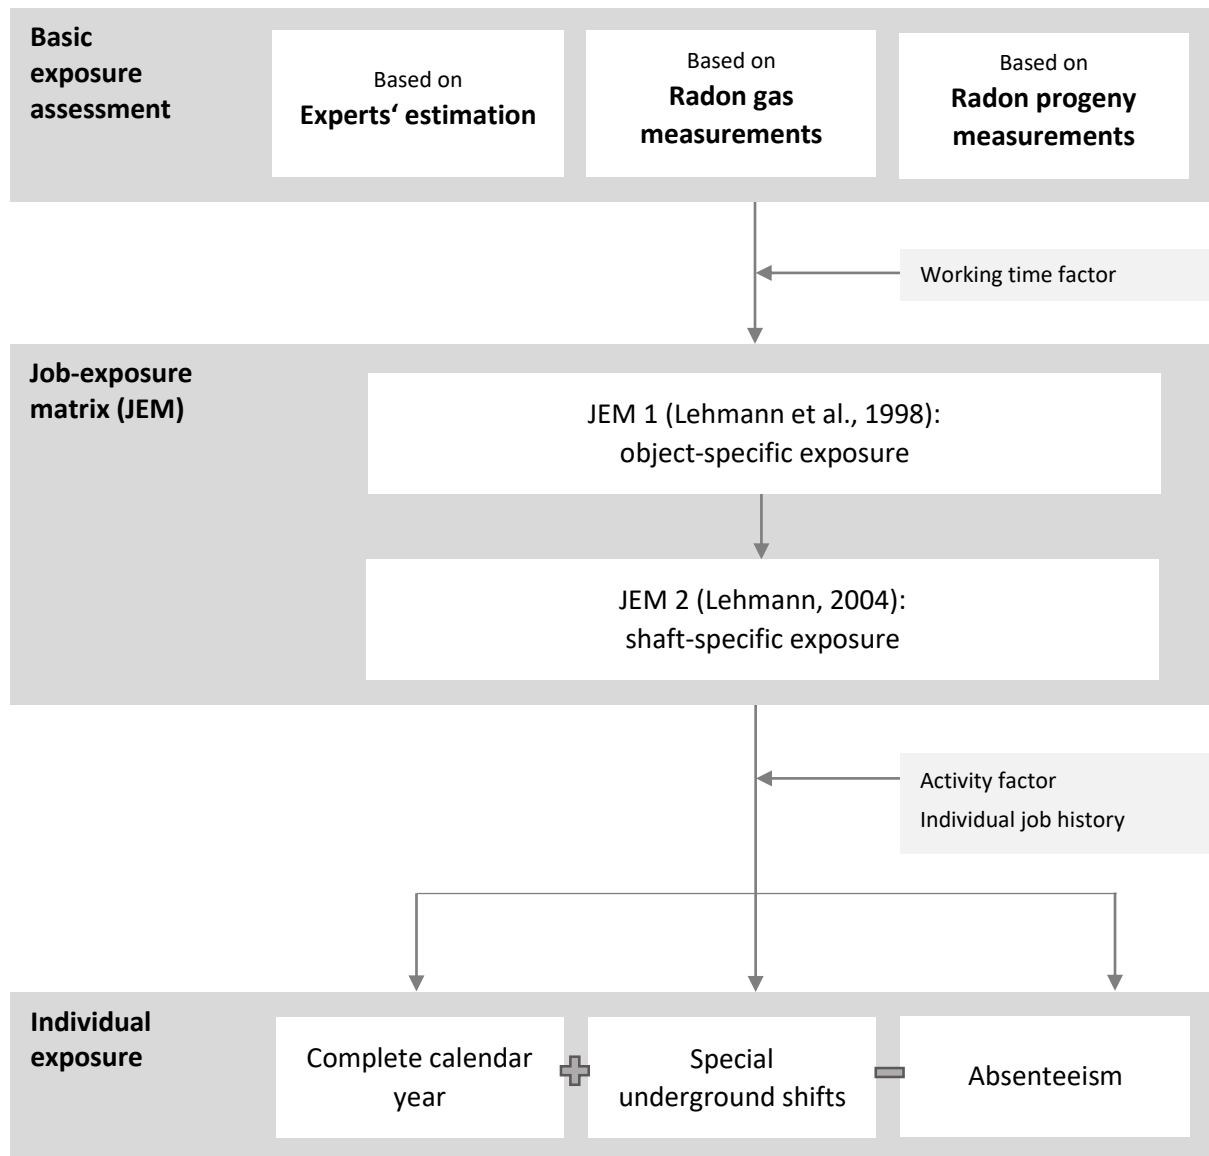 Basic
exposure
assessment
Based on
Experts‘ estimation
Based on
Radon gas
measurements
Based on
Radon progeny
measurements
Working time factor
Job-exposure
matrix (JEM)
JEM 1 (Lehmann et al., 1998):
object-specific exposure
JEM 2 (Lehmann, 2004):
shaft-specific exposure
Activity factor
Individual job history
Individual
exposure
Complete calendar
year
Special
underground shifts
Absenteeism